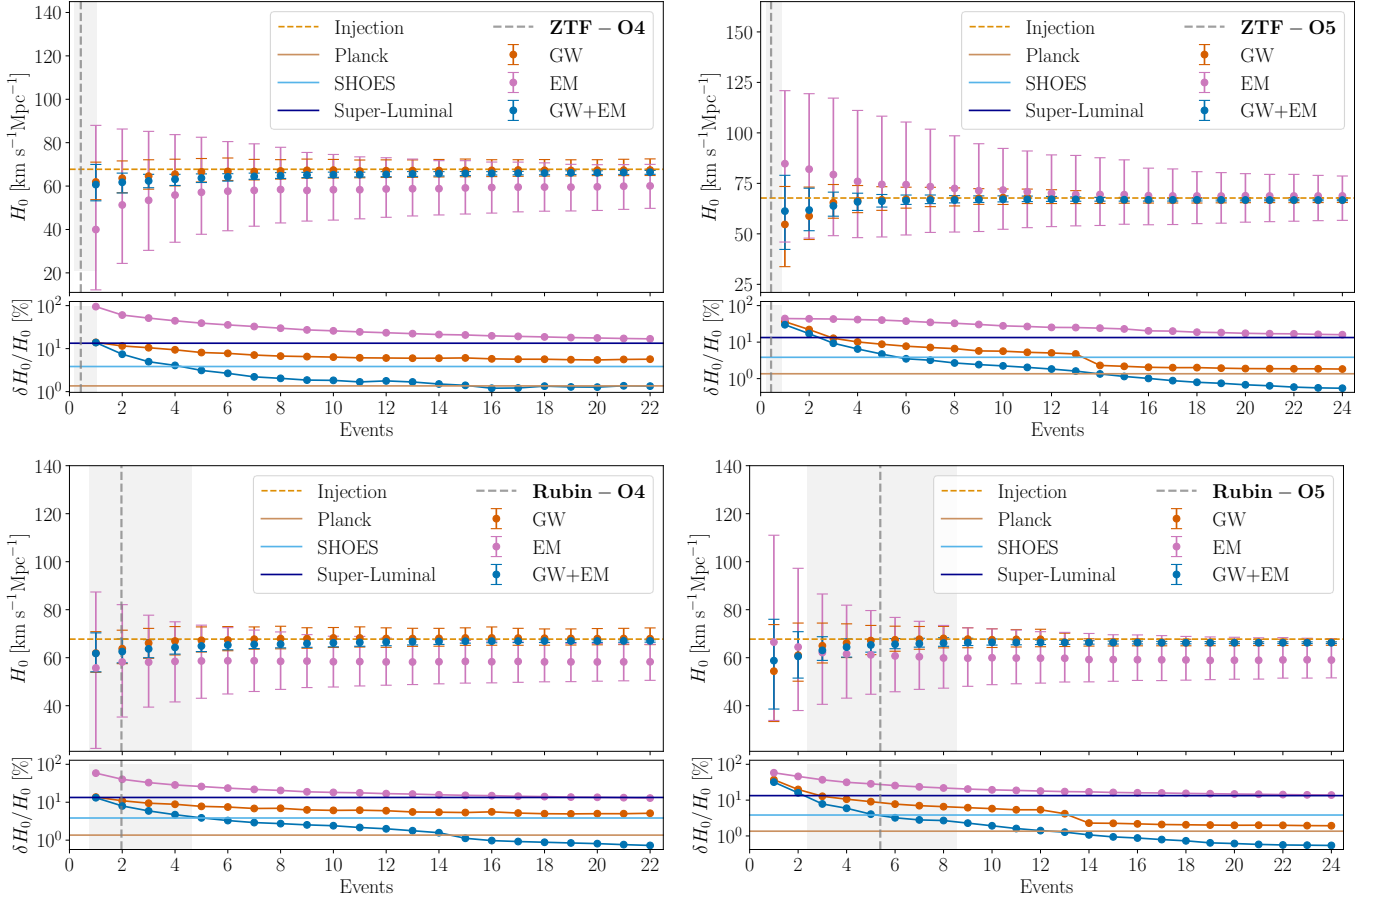 140
120
100
80
60
40
20
H₀ [km s⁻¹Mpc⁻¹]
Injection
Planck
SHOES
Super-Luminal
ZTF – O4
GW
EM
GW+EM
10²
10¹
10⁰
δH₀/H₀ [%]
0 2 4 6 8 10 12 14 16 18 20 22
Events
150
125
100
75
50
25
H₀ [km s⁻¹Mpc⁻¹]
Injection
Planck
SHOES
Super-Luminal
ZTF – O5
GW
EM
GW+EM
10²
10¹
10⁰
δH₀/H₀ [%]
0 2 4 6 8 10 12 14 16 18 20 22 24
Events
140
120
100
80
60
40
H₀ [km s⁻¹Mpc⁻¹]
Injection
Planck
SHOES
Super-Luminal
Rubin – O4
GW
EM
GW+EM
10²
10¹
10⁰
δH₀/H₀ [%]
0 2 4 6 8 10 12 14 16 18 20 22
Events
140
120
100
80
60
40
H₀ [km s⁻¹Mpc⁻¹]
Injection
Planck
SHOES
Super-Luminal
Rubin – O5
GW
EM
GW+EM
10²
10¹
10⁰
δH₀/H₀ [%]
0 2 4 6 8 10 12 14 16 18 20 22 24
Events